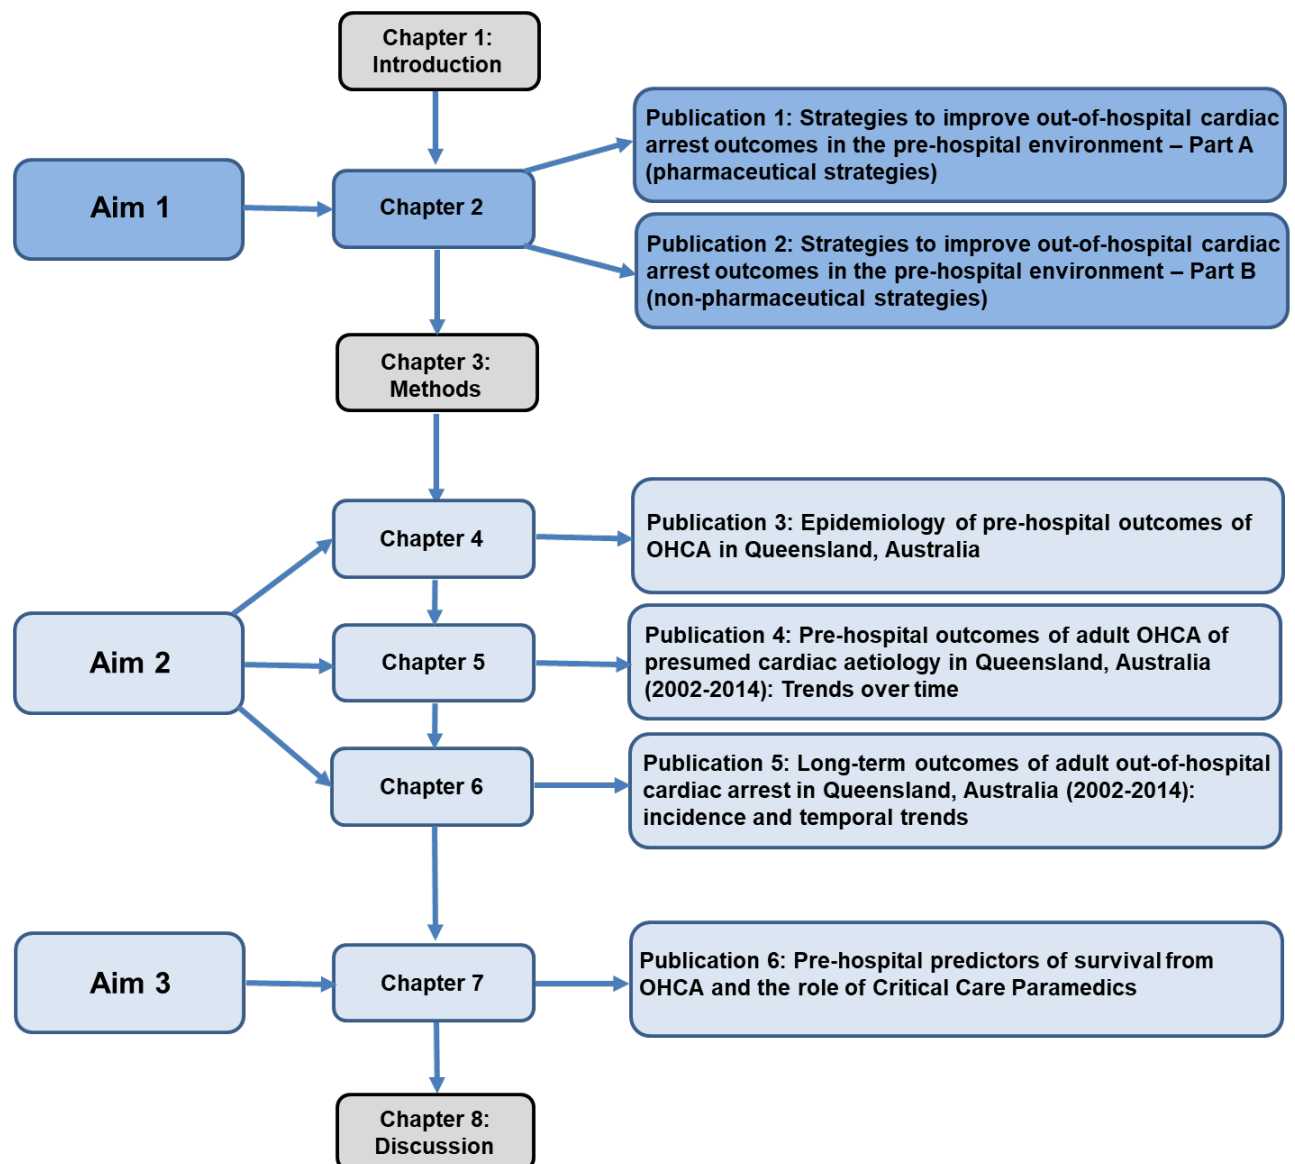 Chapter 1:
Introduction
Publication 1: Strategies to improve out-of-hospital cardiac
arrest outcomes in the pre-hospital environment – Part A
(pharmaceutical strategies)
Aim 1
Chapter 2
Publication 2: Strategies to improve out-of-hospital cardiac
arrest outcomes in the pre-hospital environment – Part B
(non-pharmaceutical strategies)
Chapter 3:
Methods
Chapter 4
Publication 3: Epidemiology of pre-hospital outcomes of
OHCA in Queensland, Australia
Aim 2
Chapter 5
Publication 4: Pre-hospital outcomes of adult OHCA of
presumed cardiac aetiology in Queensland, Australia
(2002-2014): Trends over time
Chapter 6
Publication 5: Long-term outcomes of adult out-of-hospital
cardiac arrest in Queensland, Australia (2002-2014):
incidence and temporal trends
Aim 3
Chapter 7
Publication 6: Pre-hospital predictors of survival from
OHCA and the role of Critical Care Paramedics
Chapter 8:
Discussion